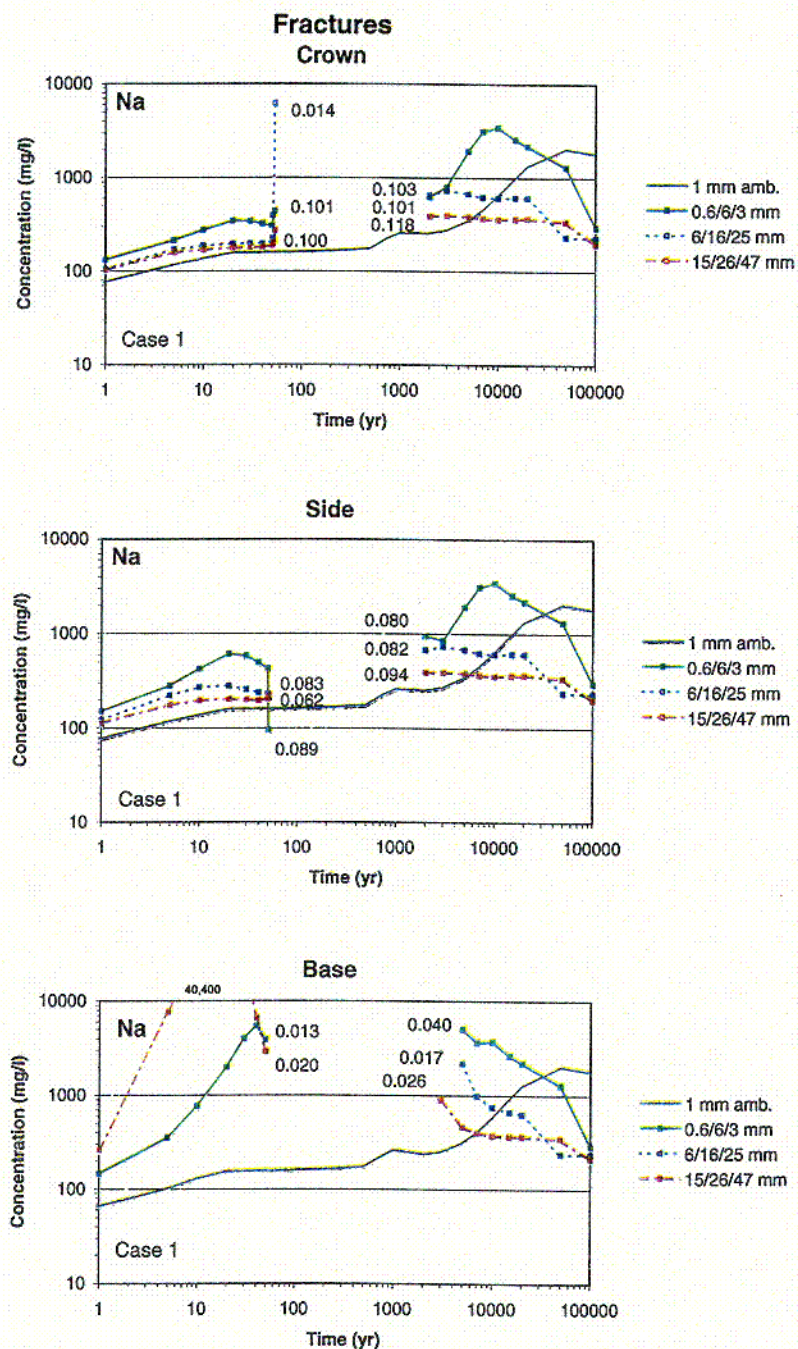 Fractures
Crown
10000
Na
0.014
1000
0.103
0.101
0.101
0.118
0.100
100
10
Case 1
Concentration (mg/l)
1
10
100
1000
10000
100000
Time (yr)
1 mm amb.
0.6/6/3 mm
6/16/25 mm
15/26/47 mm
Side
10000
Na
1000
0.080
0.082
0.094
0.083
0.062
0.089
100
10
Case 1
Concentration (mg/l)
1
10
100
1000
10000
100000
Time (yr)
1 mm amb.
0.6/6/3 mm
6/16/25 mm
15/26/47 mm
Base
40,400
10000
Na
0.013
0.020
0.040
0.017
0.026
1000
100
10
Case 1
Concentration (mg/l)
1
10
100
1000
10000
100000
Time (yr)
1 mm amb.
0.6/6/3 mm
6/16/25 mm
15/26/47 mm